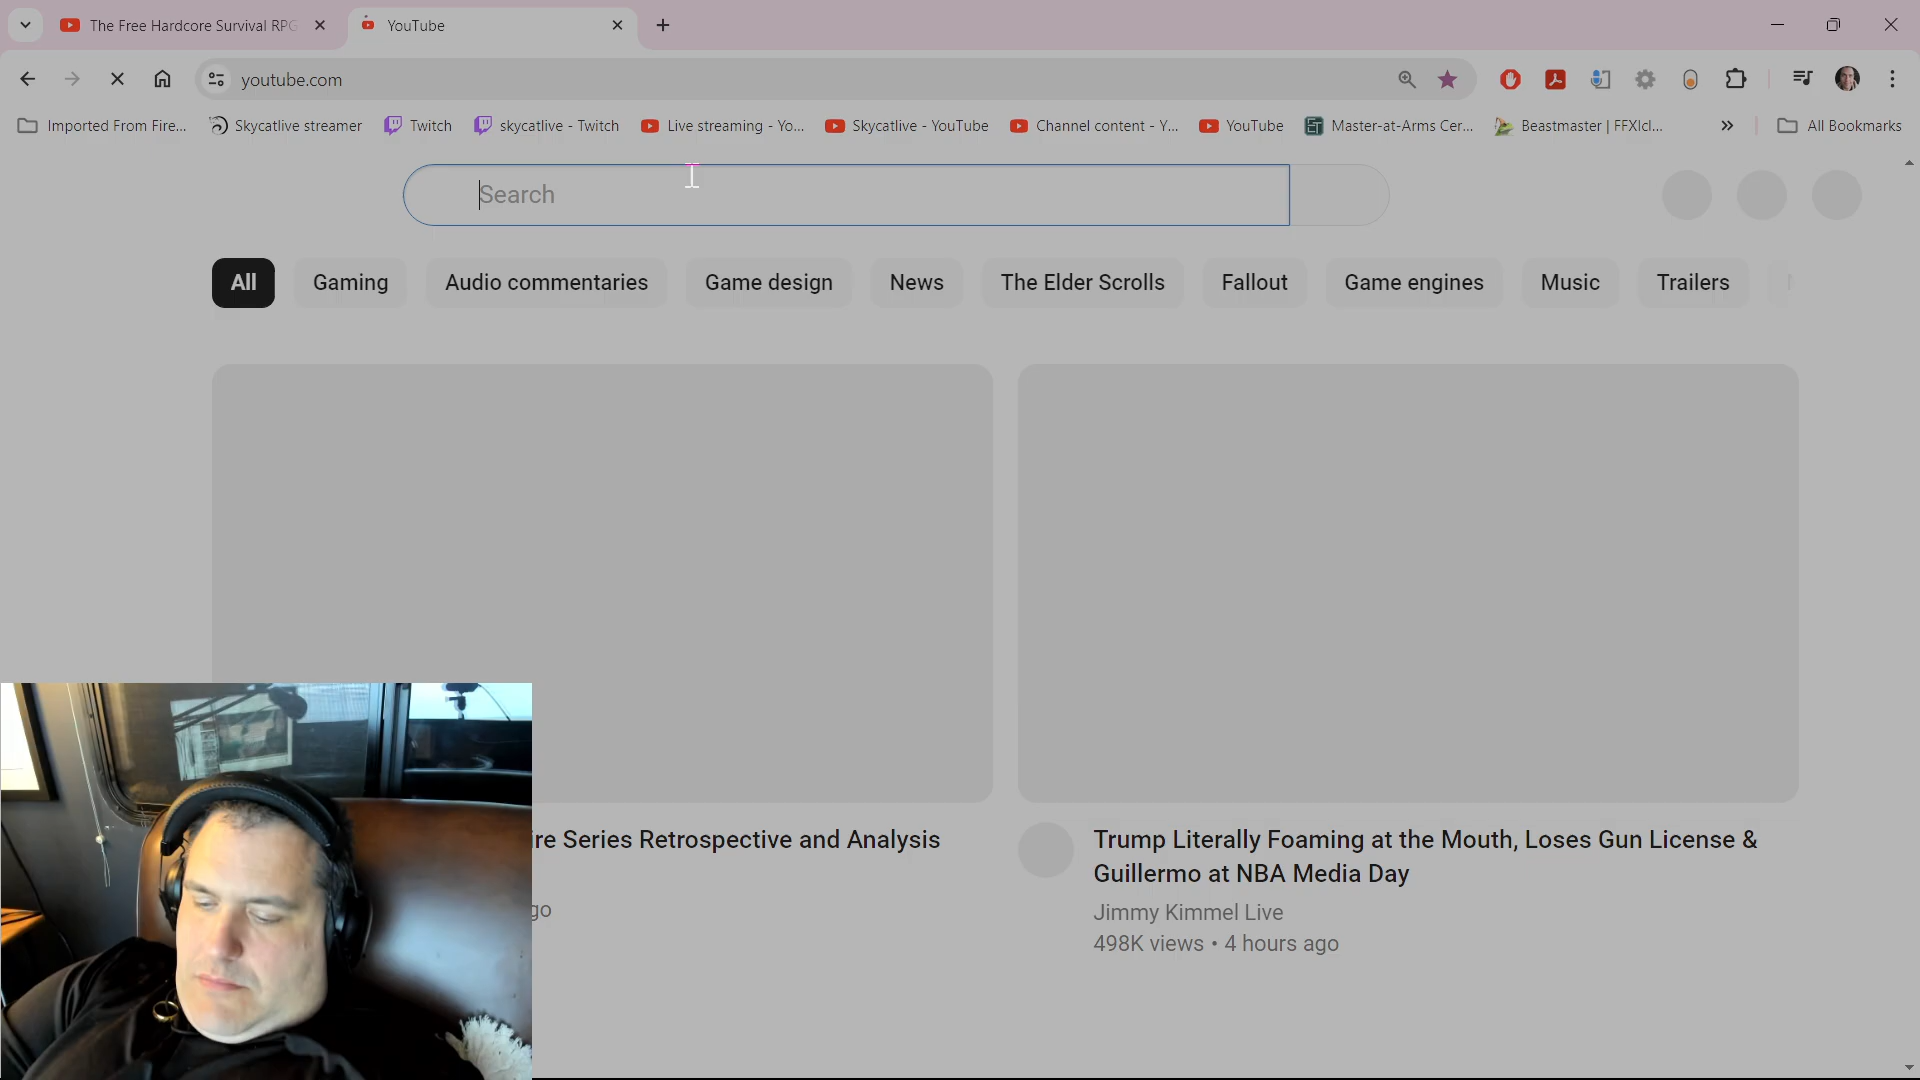 The Free Hardcore Survival RPG
YouTube
youtube.com
Imported From Fire...
Skycatlive streamer
Twitch
skycatlive - Twitch
Live streaming - Yo...
Skycatlive - YouTube
Channel content - Y...
YouTube
Master-at-Arms Cer...
Beastmaster | FFXIcl...
All Bookmarks
Search
All
Gaming
Audio commentaries
Game design
News
The Elder Scrolls
Fallout
Game engines
Music
Trailers
ire Series Retrospective and Analysis
go
Trump Literally Foaming at the Mouth, Loses Gun License &
Guillermo at NBA Media Day
Jimmy Kimmel Live
498K views • 4 hours ago